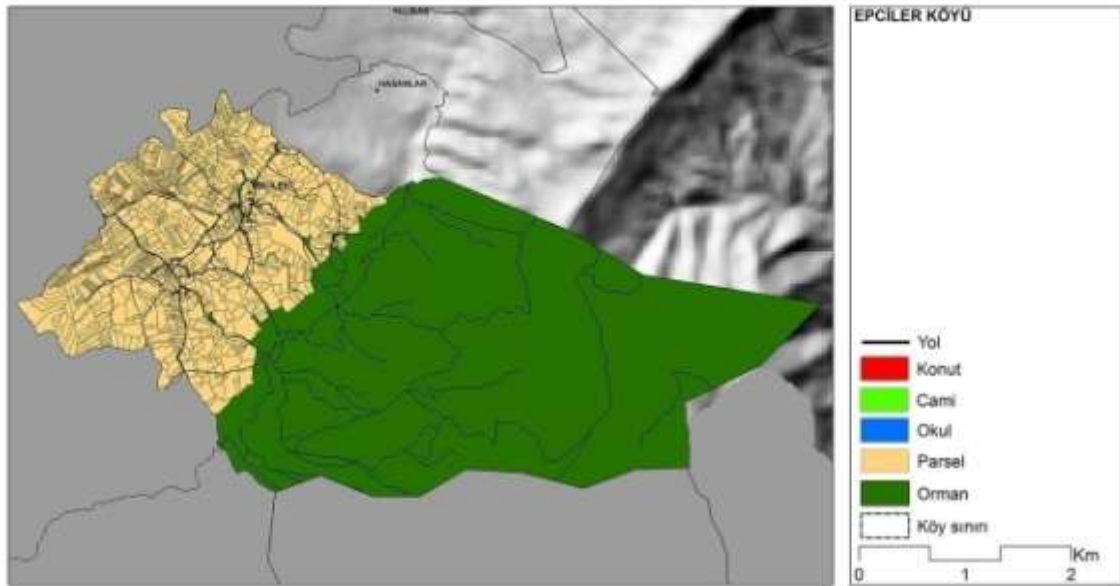 HASANLAR
EPCİLER KÖYÜ
Yol
Konut
Cami
Okul
Parsel
Orman
Köy sınırı
Km
0 1 2